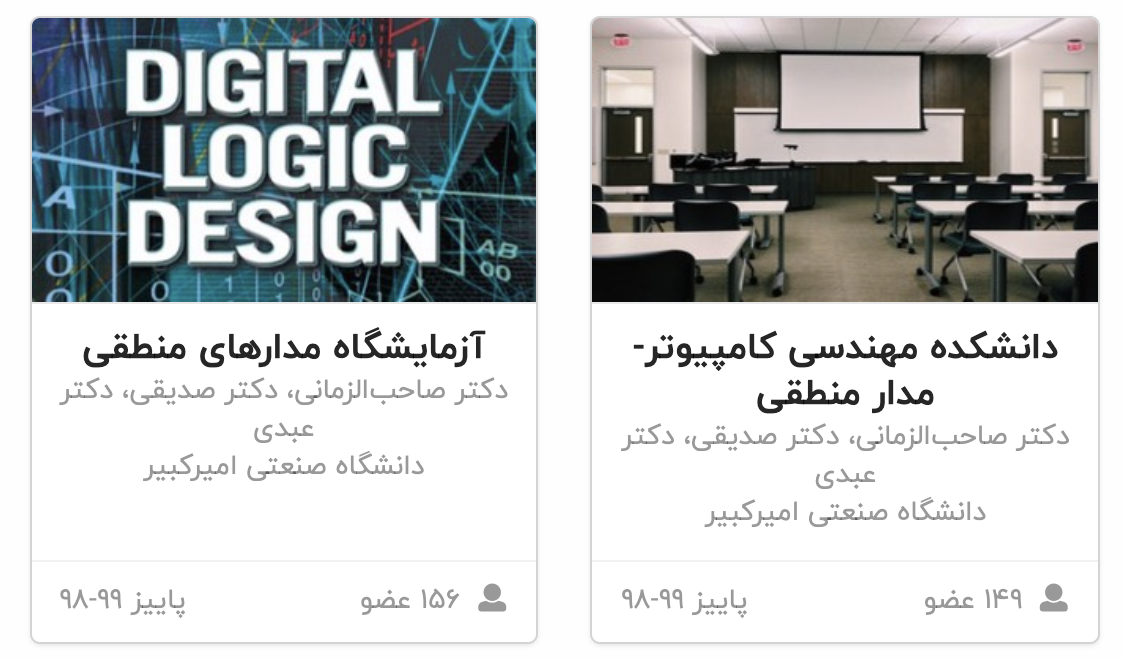 دانشکده مهندسی کامپیوتر-
مدار منطقی
دکتر صاحب‌الزمانی، دکتر صدیقی، دکتر
عبدی
دانشگاه صنعتی امیرکبیر
۱۴۹ عضو
پاییز ۹۹-۹۸
DIGITAL
LOGIC
DESIGN
A
AB
00
آزمایشگاه مدارهای منطقی
دکتر صاحب‌الزمانی، دکتر صدیقی، دکتر
عبدی
دانشگاه صنعتی امیرکبیر
۱۵۶ عضو
پاییز ۹۹-۹۸